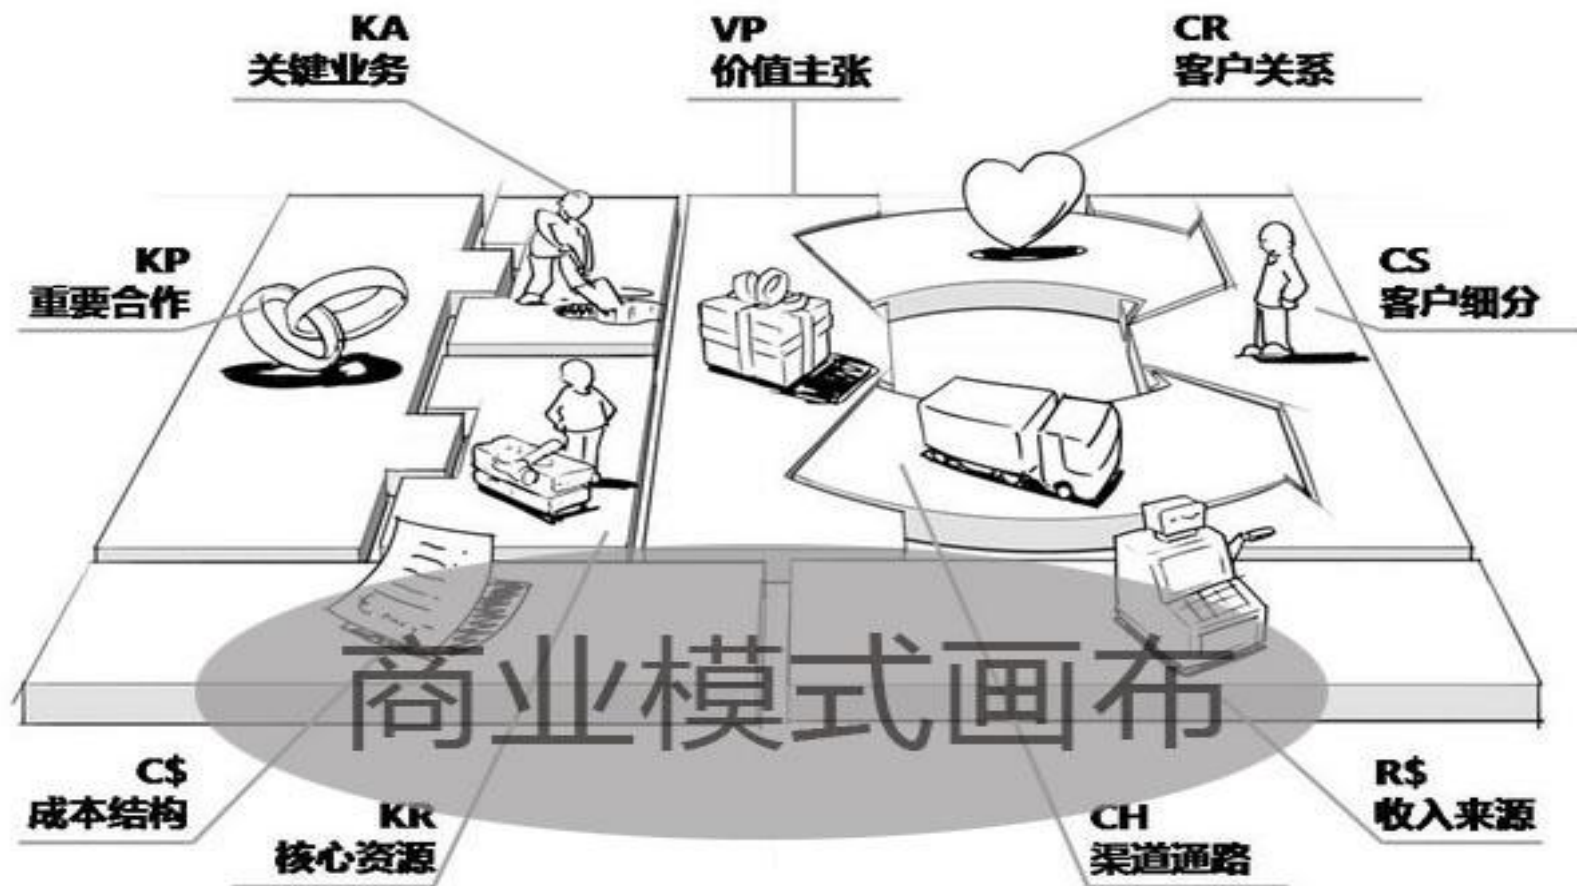 KA
关键业务
VP
价值主张
CR
客户关系
KP
重要合作
CS
客户细分
商业模式画布
C$
成本结构
KR
核心资源
CH
渠道通路
R$
收入来源